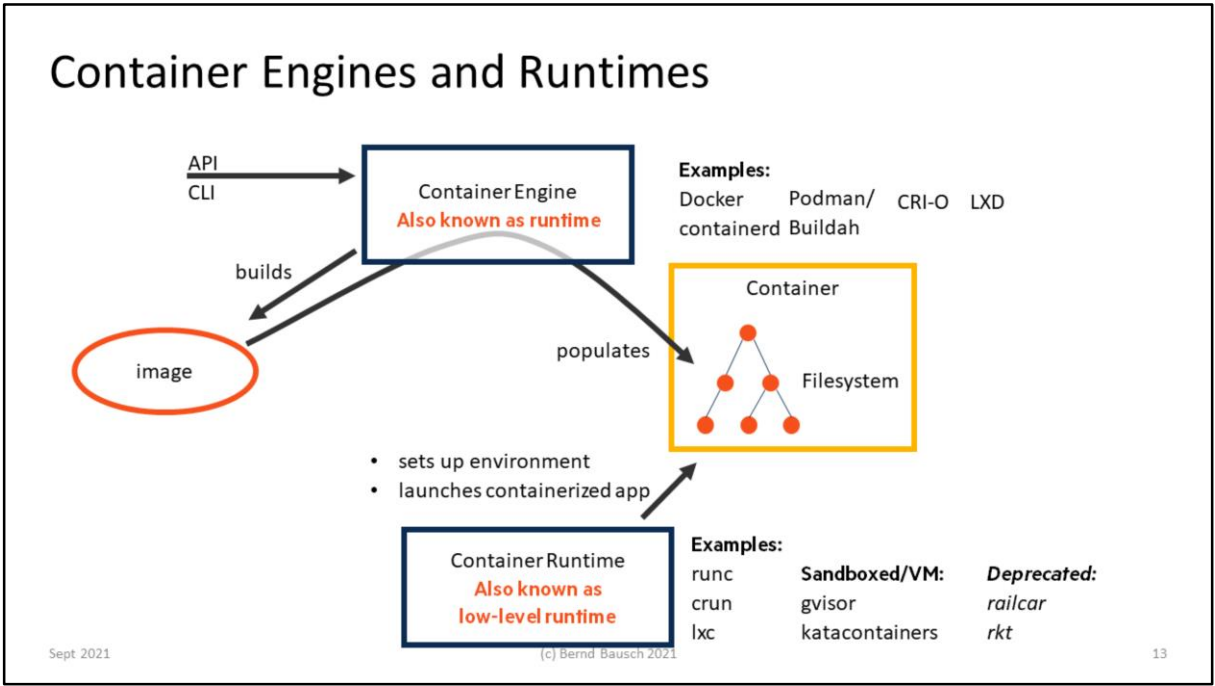 Container Engines and Runtimes
API
CLI
Container Engine
Also known as runtime
Examples:
Docker
containerd
Podman/
Buildah
CRI-O
LXD
builds
image
populates
Container
Filesystem
• sets up environment
• launches containerized app
Container Runtime
Also known as
low-level runtime
Examples:
runc
crun
lxc
Sandboxed/VM:
gvisor
katacontainers
Deprecated:
railcar
rkt
Sept 2021
(c) Bernd Bausch 2021
13